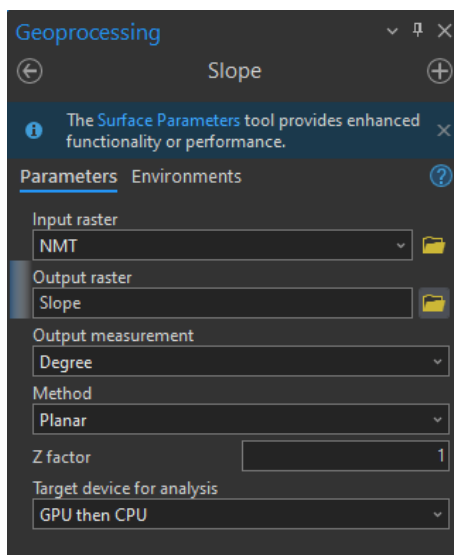 Geoprocessing
Slope
The Surface Parameters tool provides enhanced
functionality or performance.
Parameters Environments
Input raster
NMT
Output raster
Slope
Output measurement
Degree
Method
Planar
Z factor 1
Target device for analysis
GPU then CPU